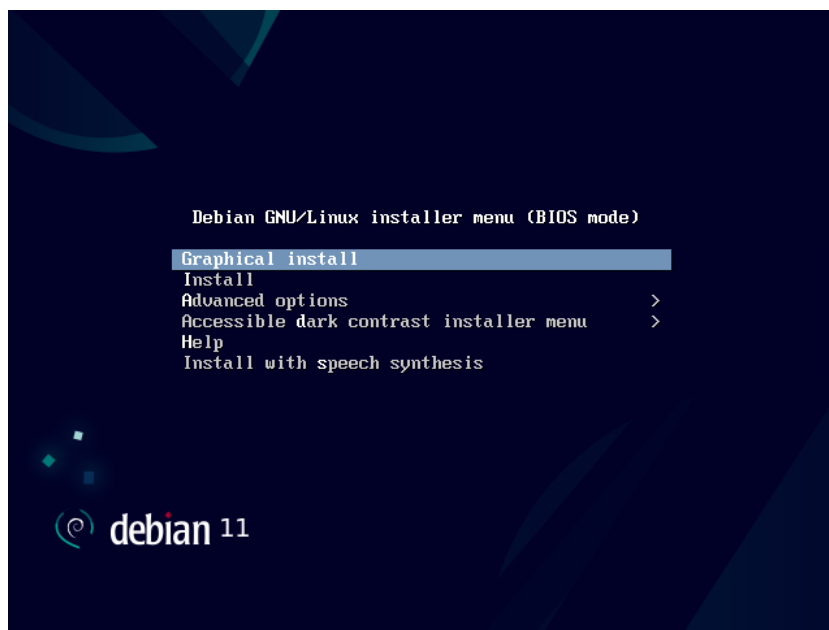 Debian GNU/Linux installer menu (BIOS mode)
Graphical install
Install
Advanced options >
Accessible dark contrast installer menu >
Help
Install with speech synthesis
debian 11